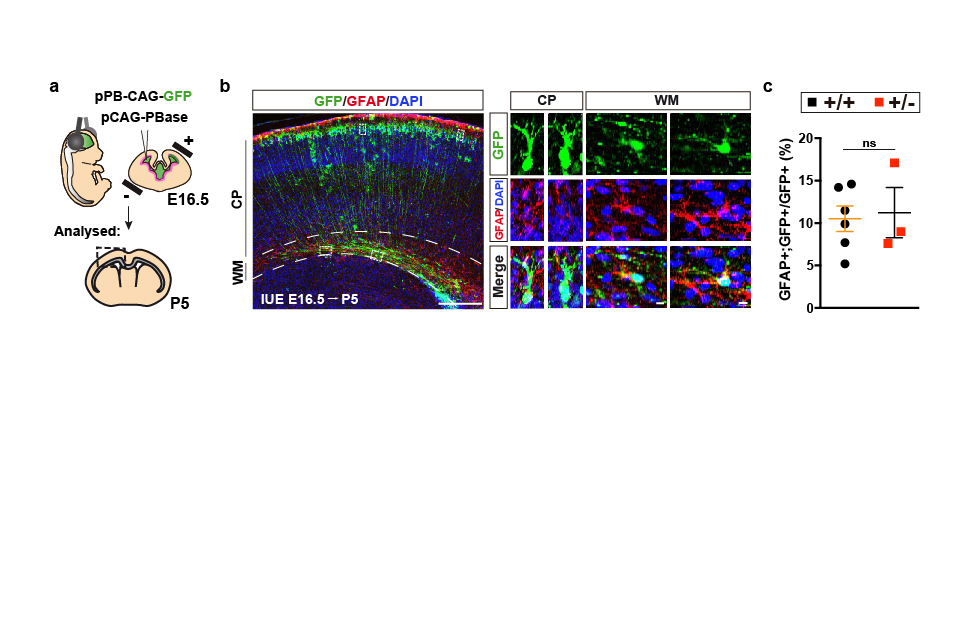 a
pPB-CAG-GFP
pCAG-PBase
+
-
E16.5
Analysed:
P5
b
GFP/GFAP/DAPI
CP
WM
IUE E16.5 – P5
CP
WM
GFP
GFAP/DAPI
Merge
c
+/+
+/-
ns
GFAP+;GFP+/GFP+ (%)
20
15
10
5
0